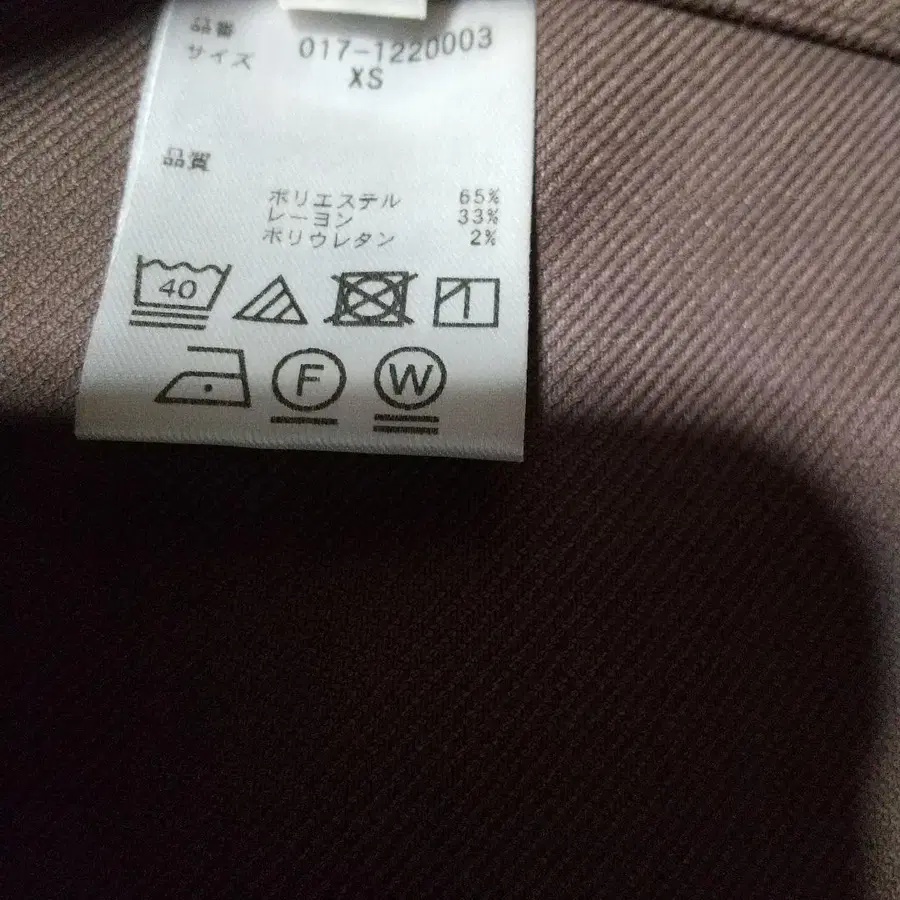 品番 017-1220003
サイズ XS
品質
ポリエステル 65%
レーヨン 33%
ポリウレタン 2%
40
F W